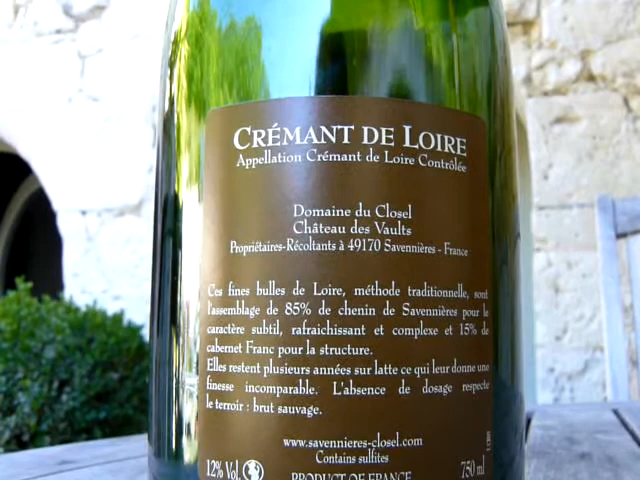 CRÉMANT DE LOIRE
Appellation Crémant de Loire Contrôlée
Domaine du Closel
Château des Vaults
Propriétaires-Récoltants à 49170 Savennières - France
Ces fines bulles de Loire, méthode traditionnelle, sont
l'assemblage de 85% de chenin de Savennières pour le
caractère subtil, rafraichissant et complexe et 15% de
cabernet Franc pour la structure.
Elles restent plusieurs années sur latte ce qui leur donne une
finesse incomparable. L'absence de dosage respecte
le terroir : brut sauvage.
www.savennieres-closel.com
Contains sulfites
12% Vol. 750 ml
PRODUCT OF FRANCE